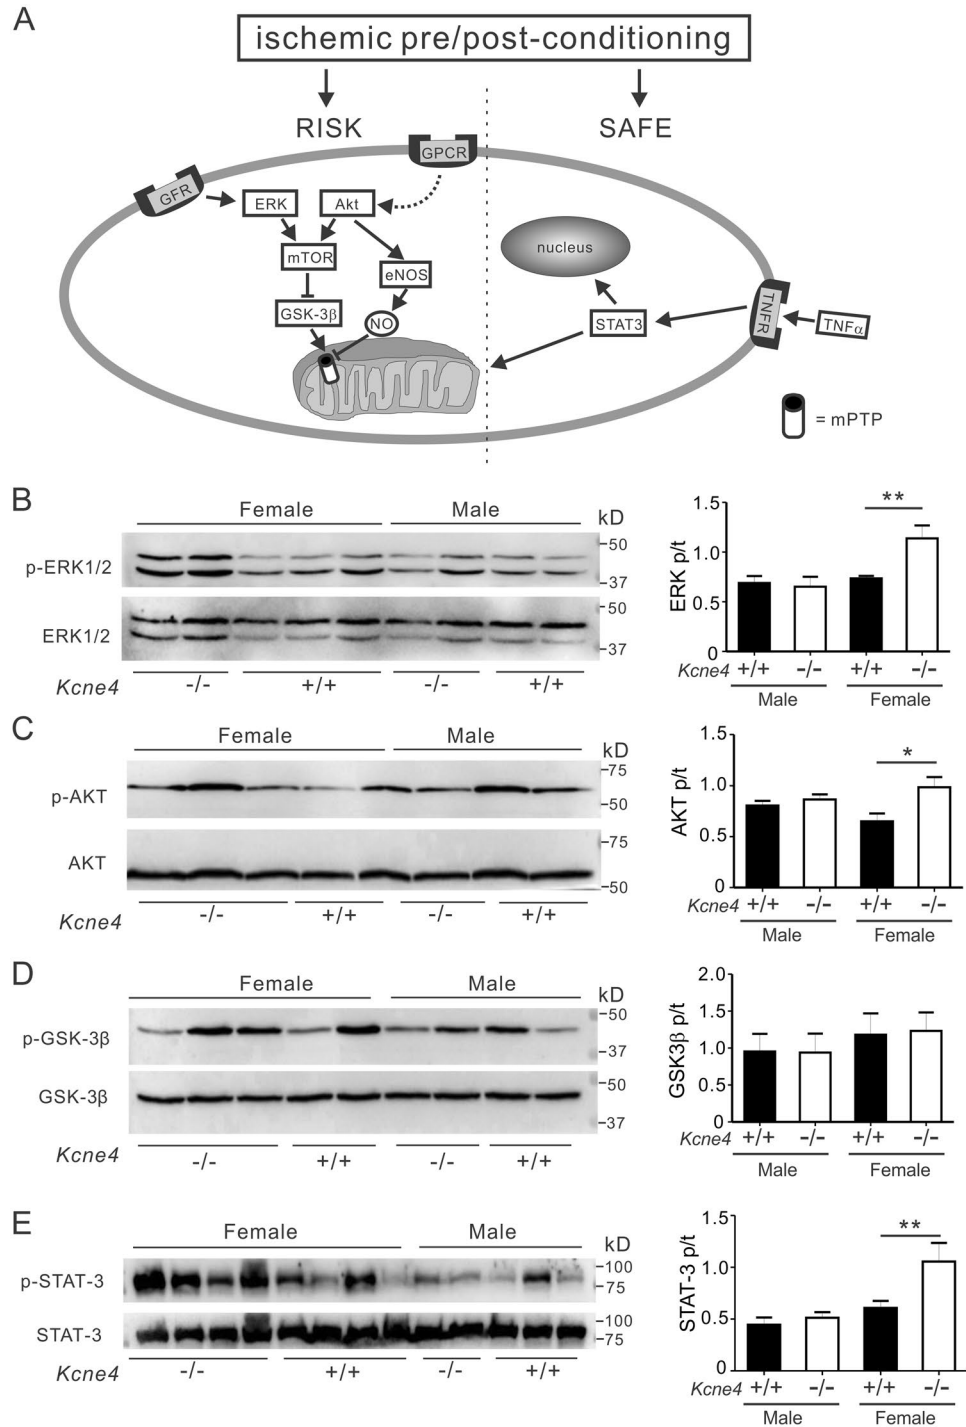 A
ischemic pre/post-conditioning
RISK
SAFE
GPCR
GFR
ERK
Akt
mTOR
eNOS
GSK-3β
NO
nucleus
STAT3
TNFR
TNFα
= mPTP
B
Female
Male
kD
p-ERK1/2
50
37
ERK1/2
50
37
Kcne4
-/-
+/+
-/-
+/+
ERK p/t
1.5
1.0
0.5
0
**
Kcne4 +/+ -/- +/+ -/-
Male Female
C
Female
Male
kD
p-AKT
75
50
AKT
75
50
Kcne4
-/-
+/+
-/-
+/+
AKT p/t
1.5
1.0
0.5
0
*
Kcne4 +/+ -/- +/+ -/-
Male Female
D
Female
Male
kD
p-GSK-3β
50
37
GSK-3β
50
37
Kcne4
-/-
+/+
-/-
+/+
GSK3β p/t
2.0
1.5
1.0
0.5
0
Kcne4 +/+ -/- +/+ -/-
Male Female
E
Female
Male
kD
p-STAT-3
100
75
STAT-3
100
75
Kcne4
-/-
+/+
-/-
+/+
STAT-3 p/t
1.5
1.0
0.5
0
**
Kcne4 +/+ -/- +/+ -/-
Male Female